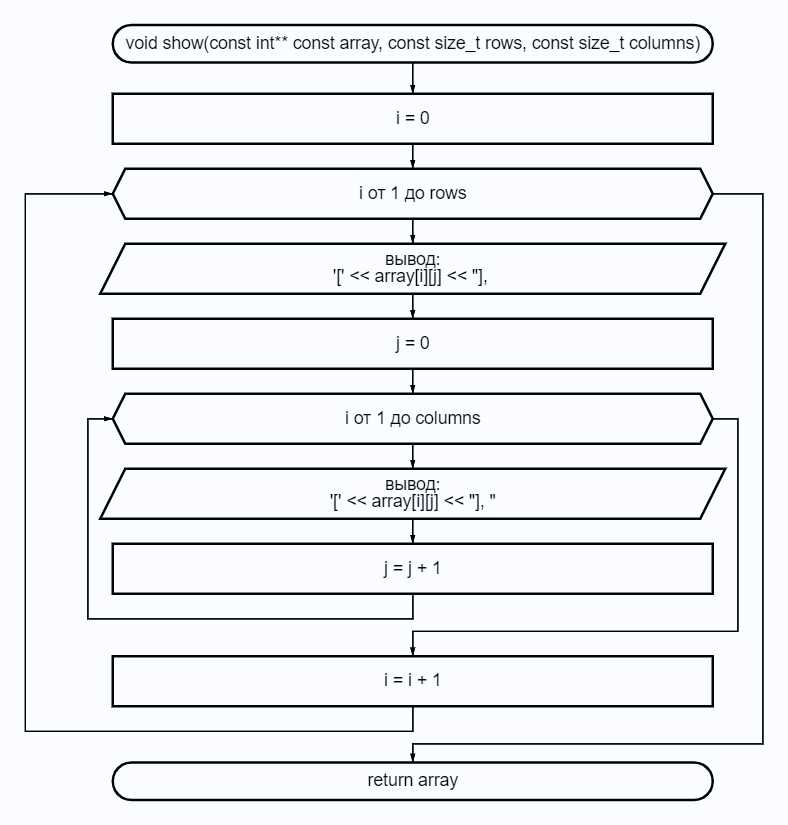 void show(const int** const array, const size_t rows, const size_t columns)
i = 0
i от 1 до rows
вывод:
'[' << array[i][j] << "],
j = 0
i от 1 до columns
вывод:
'[' << array[i][j] << "], "
j = j + 1
i = i + 1
return array